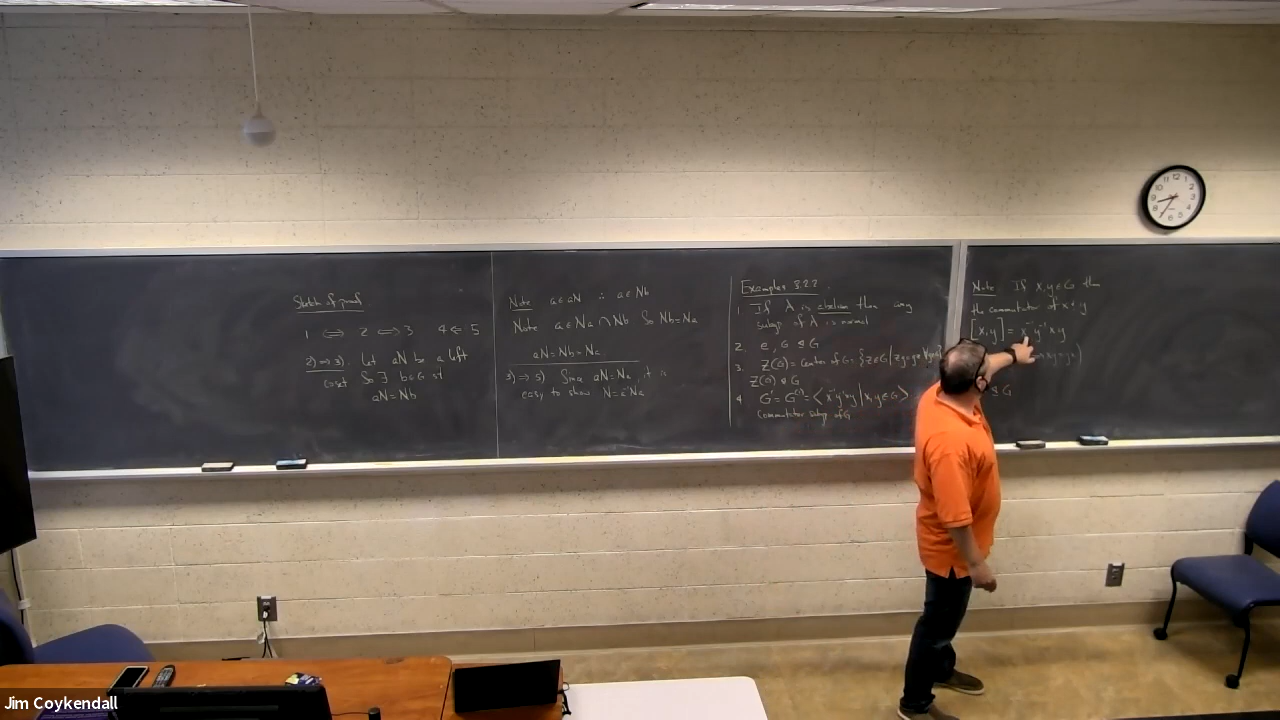 Sketch of proof
1 ⟺ 2 ⟺ 3 4 ⟸ 5
2) ⟹ 3) Let aN be a left
coset So ∃ b∈G st
aN = Nb
Note a∈aN ∴ a∈Nb
Note a∈Na ∩ Nb So Nb=Na
aN = Nb = Na
3) ⟹ 5) Since aN = Na, it is
easy to show N = a⁻¹Na
Examples 3.2.2
1 If A is abelian then any
subgp of A is normal
2. e, G ⊴ G
3. Z(G) = center of G = {z∈G | zg = gz ∀g∈G}
Z(G) ⊴ G
4 G' = G⁽¹⁾ = ⟨x⁻¹y⁻¹xy | x,y∈G⟩
Commutator subgp of G
Note If x,y∈G then
the commutator of x & y
[x,y] = x⁻¹y⁻¹xy
xy = yx)
⊴ G
Jim Coykendall